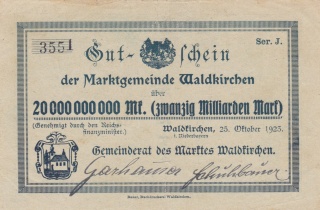 3551
Ser. J.
Gut-schein
der Marktgemeinde Waldkirchen
über
20 000 000 000 Mk. (zwanzig Milliarden Mark)
(Genehmigt durch den Reichs-
finanzminister.)
Waldkirchen, 25. Oktober 1923.
Gemeinderat des Marktes Waldkirchen.